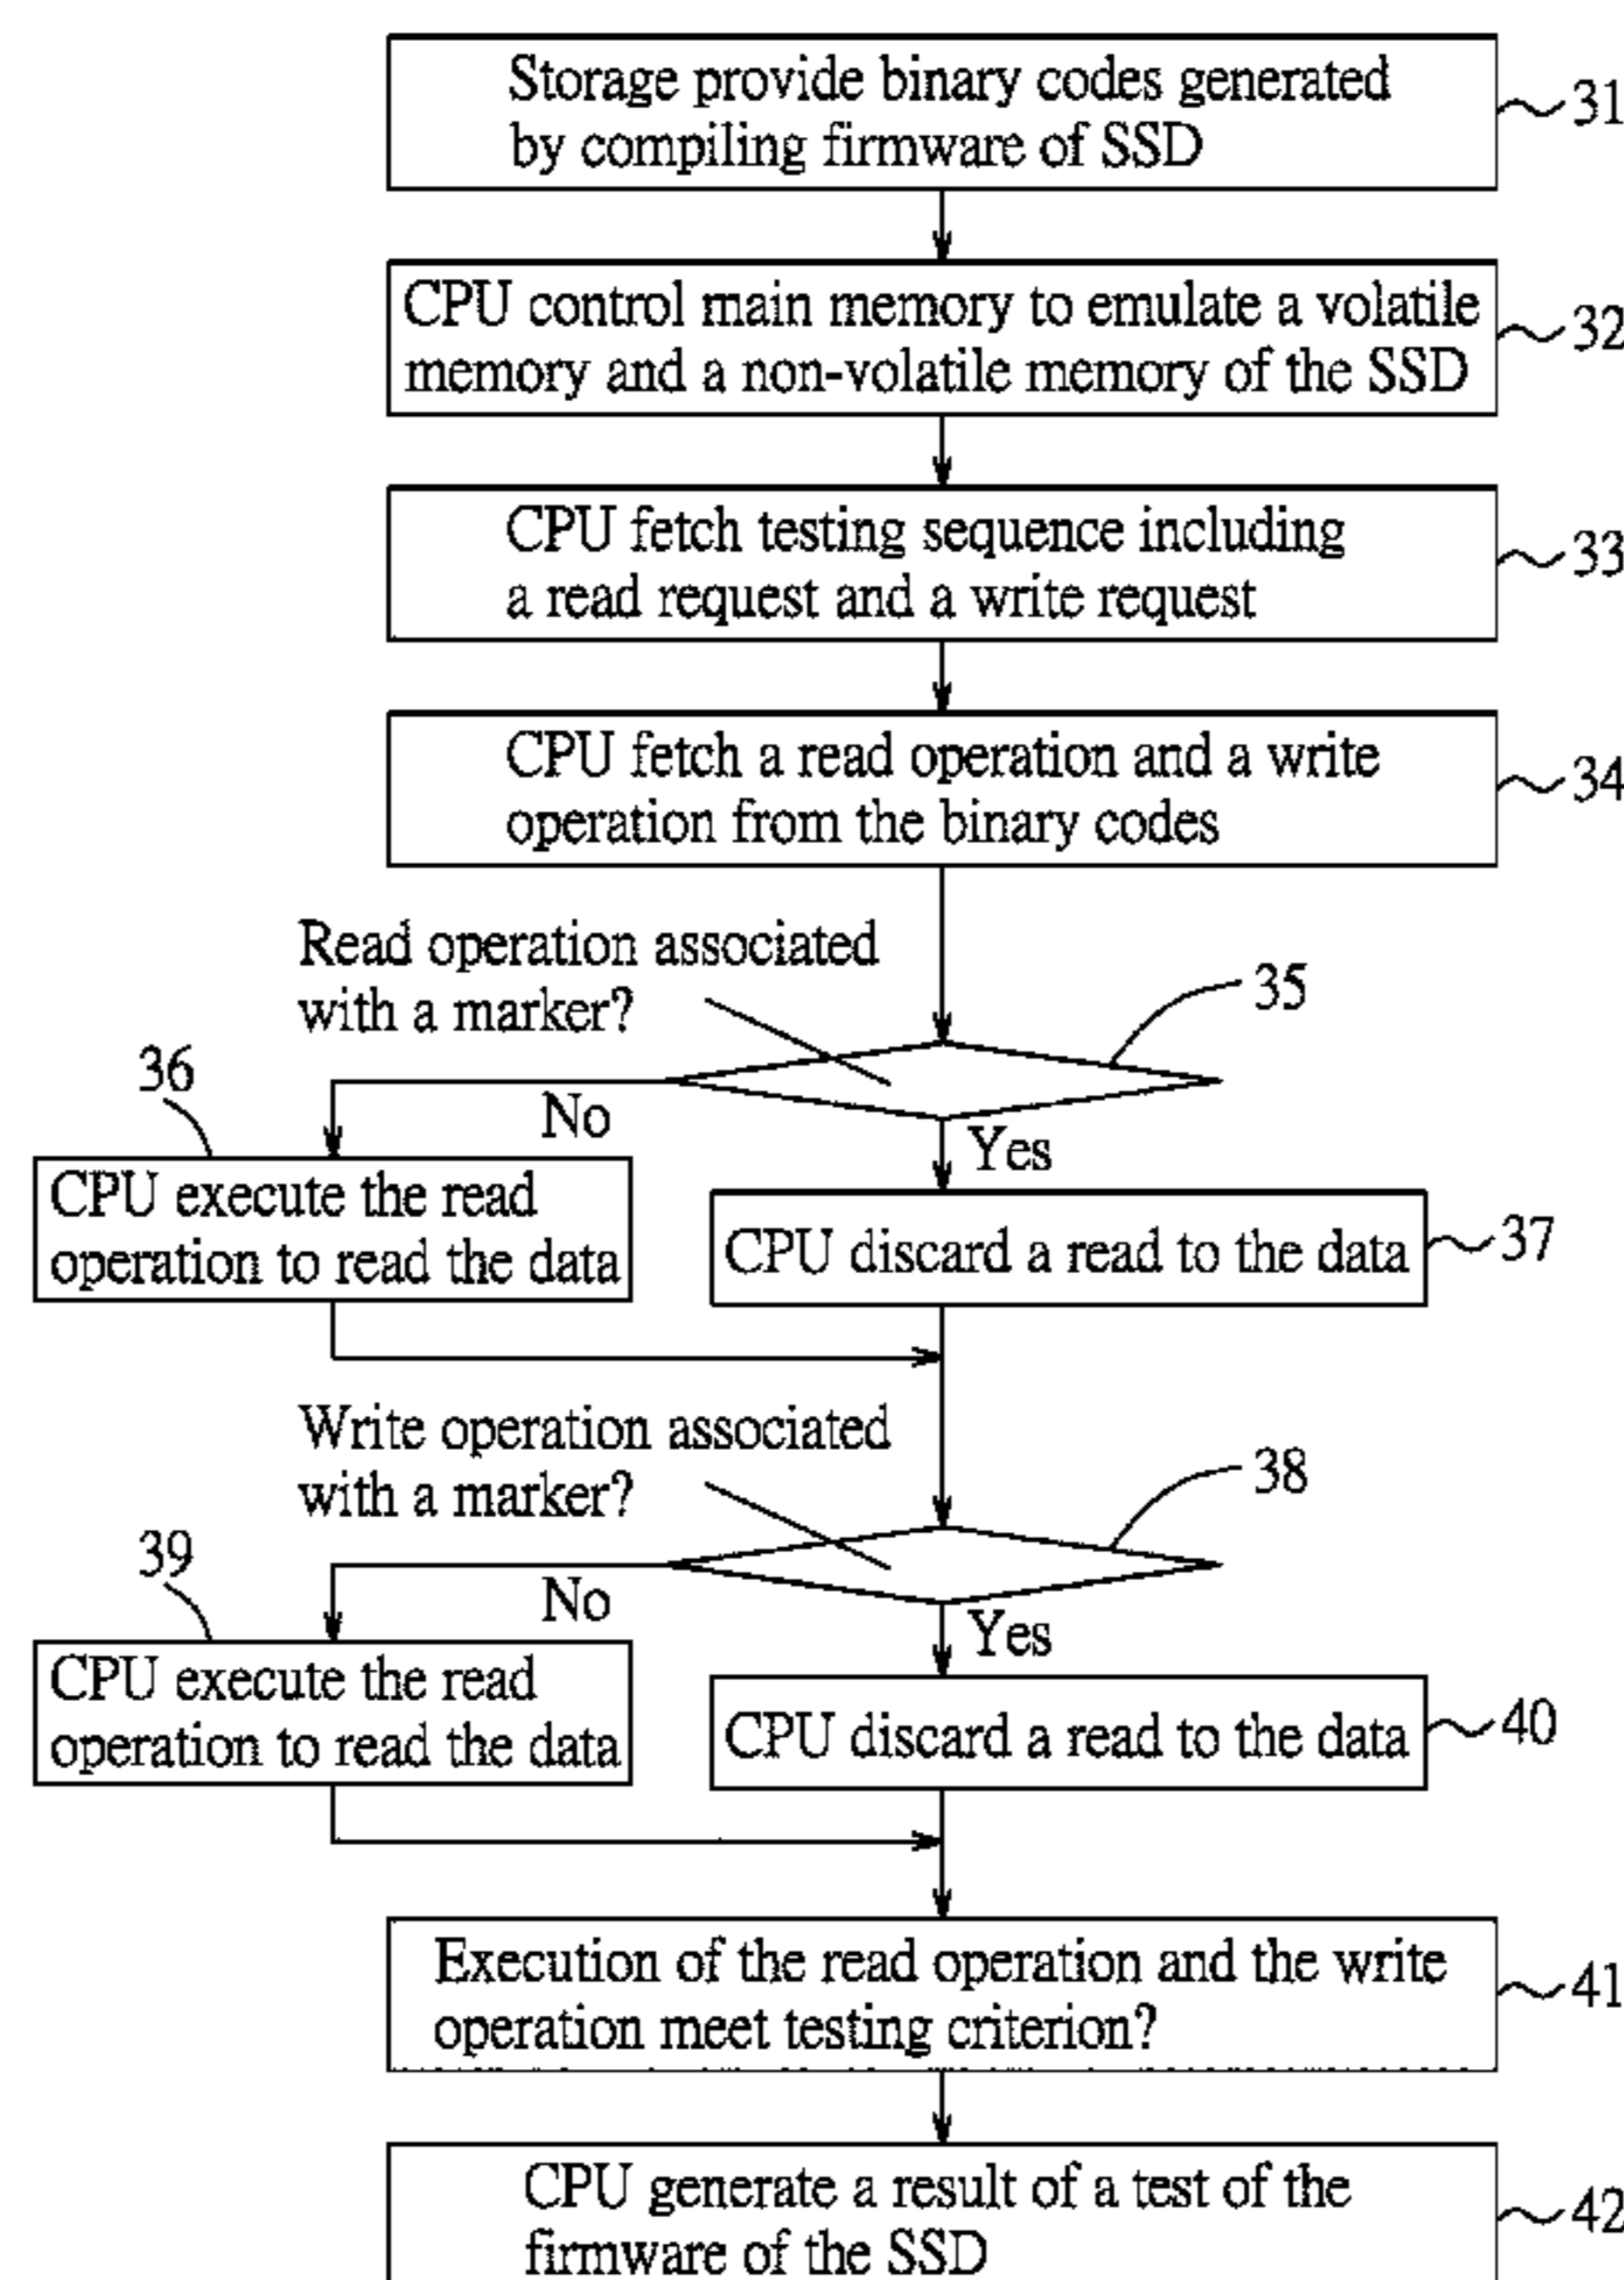 Storage provide binary codes generated
by compiling firmware of SSD
31
CPU control main memory to emulate a volatile
memory and a non-volatile memory of the SSD
32
CPU fetch testing sequence including
a read request and a write request
33
CPU fetch a read operation and a write
operation from the binary codes
34
Read operation associated
with a marker?
35
36
No
Yes
CPU execute the read
operation to read the data
CPU discard a read to the data
37
Write operation associated
with a marker?
38
39
No
Yes
CPU execute the read
operation to read the data
CPU discard a read to the data
40
Execution of the read operation and the write
operation meet testing criterion?
41
CPU generate a result of a test of the
firmware of the SSD
42